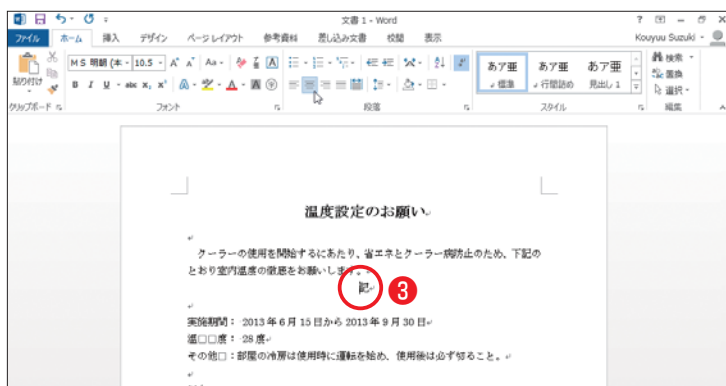 文書 1 - Word
ファイル ホーム 挿入 デザイン ページ レイアウト 参考資料 差し込み文書 校閲 表示 Kouyuu Suzuki
貼り付け
MS 明朝 (本 10.5
あア亜 あア亜 あア亜
標準 行間詰め 見出し 1
検索
置換
選択
クリップボード フォント 段落 スタイル 編集
温度設定のお願い
クーラーの使用を開始するにあたり、省エネとクーラー病防止のため、下記の
とおり室内温度の徹底をお願いします。
記
3
実施期間：2013 年 6 月 15 日から 2013 年 9 月 30 日
温□□度：28 度
その他□：部屋の冷房は使用時に運転を始め、使用後は必ず切ること。